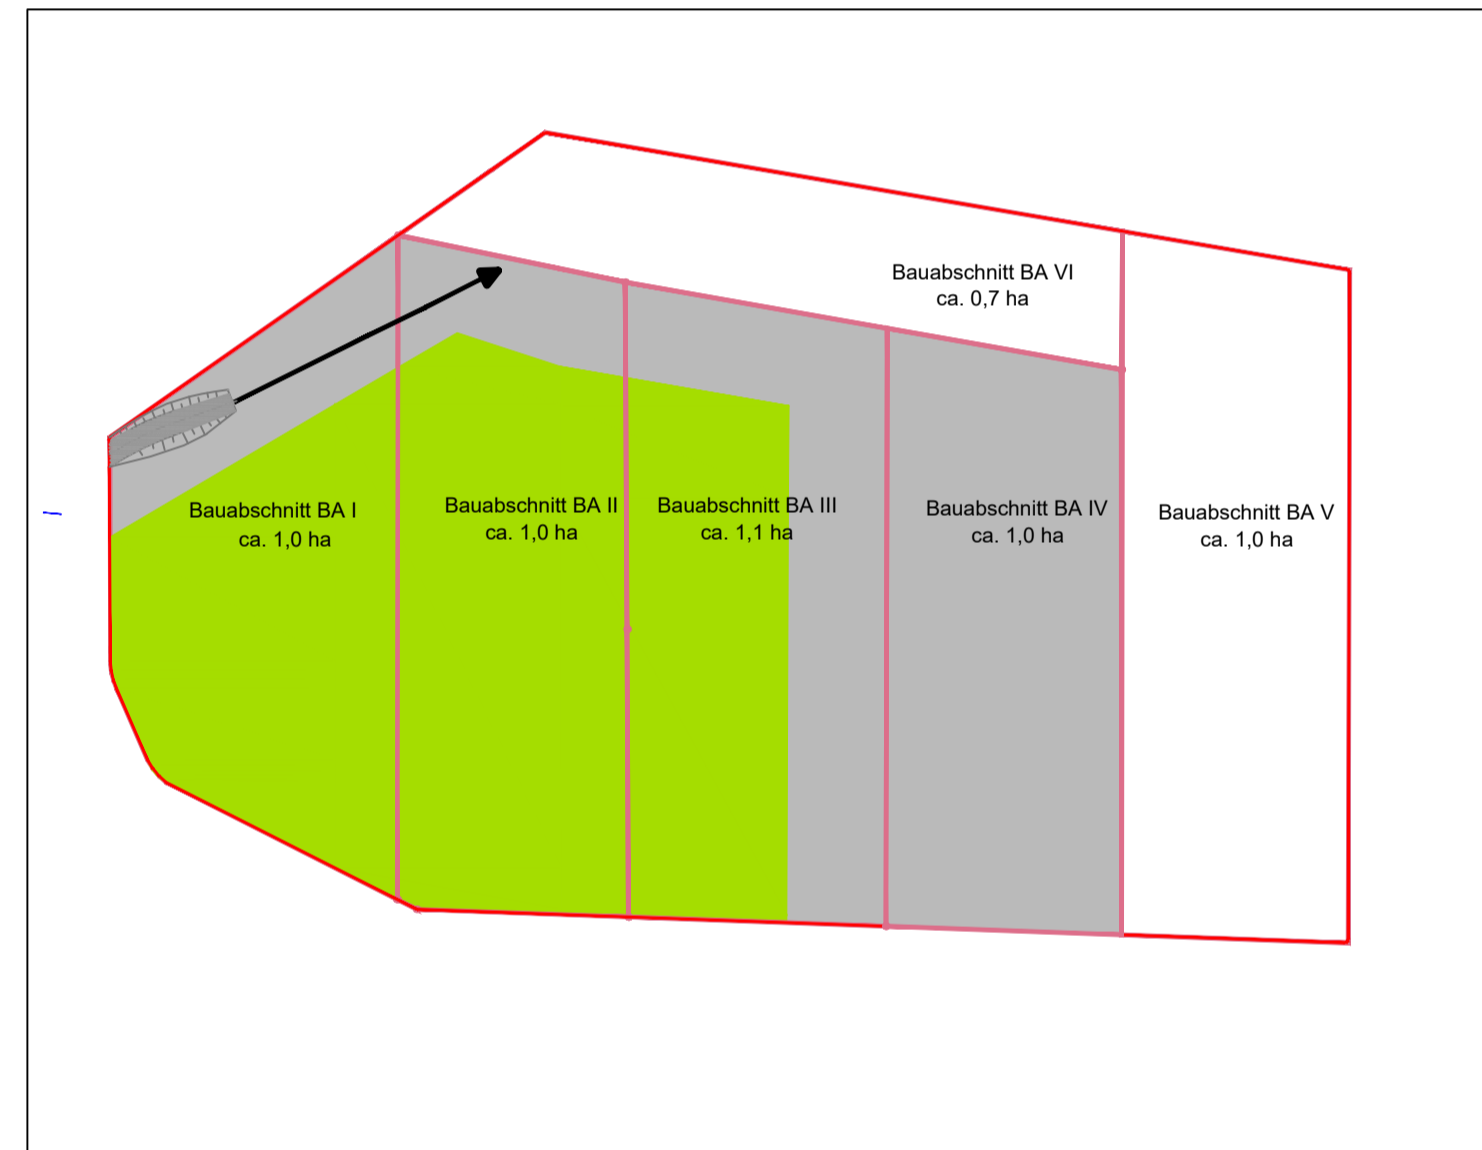 Bauabschnitt BA VI
ca. 0,7 ha
Bauabschnitt BA I
ca. 1,0 ha
Bauabschnitt BA II
ca. 1,0 ha
Bauabschnitt BA III
ca. 1,1 ha
Bauabschnitt BA IV
ca. 1,0 ha
Bauabschnitt BA V
ca. 1,0 ha